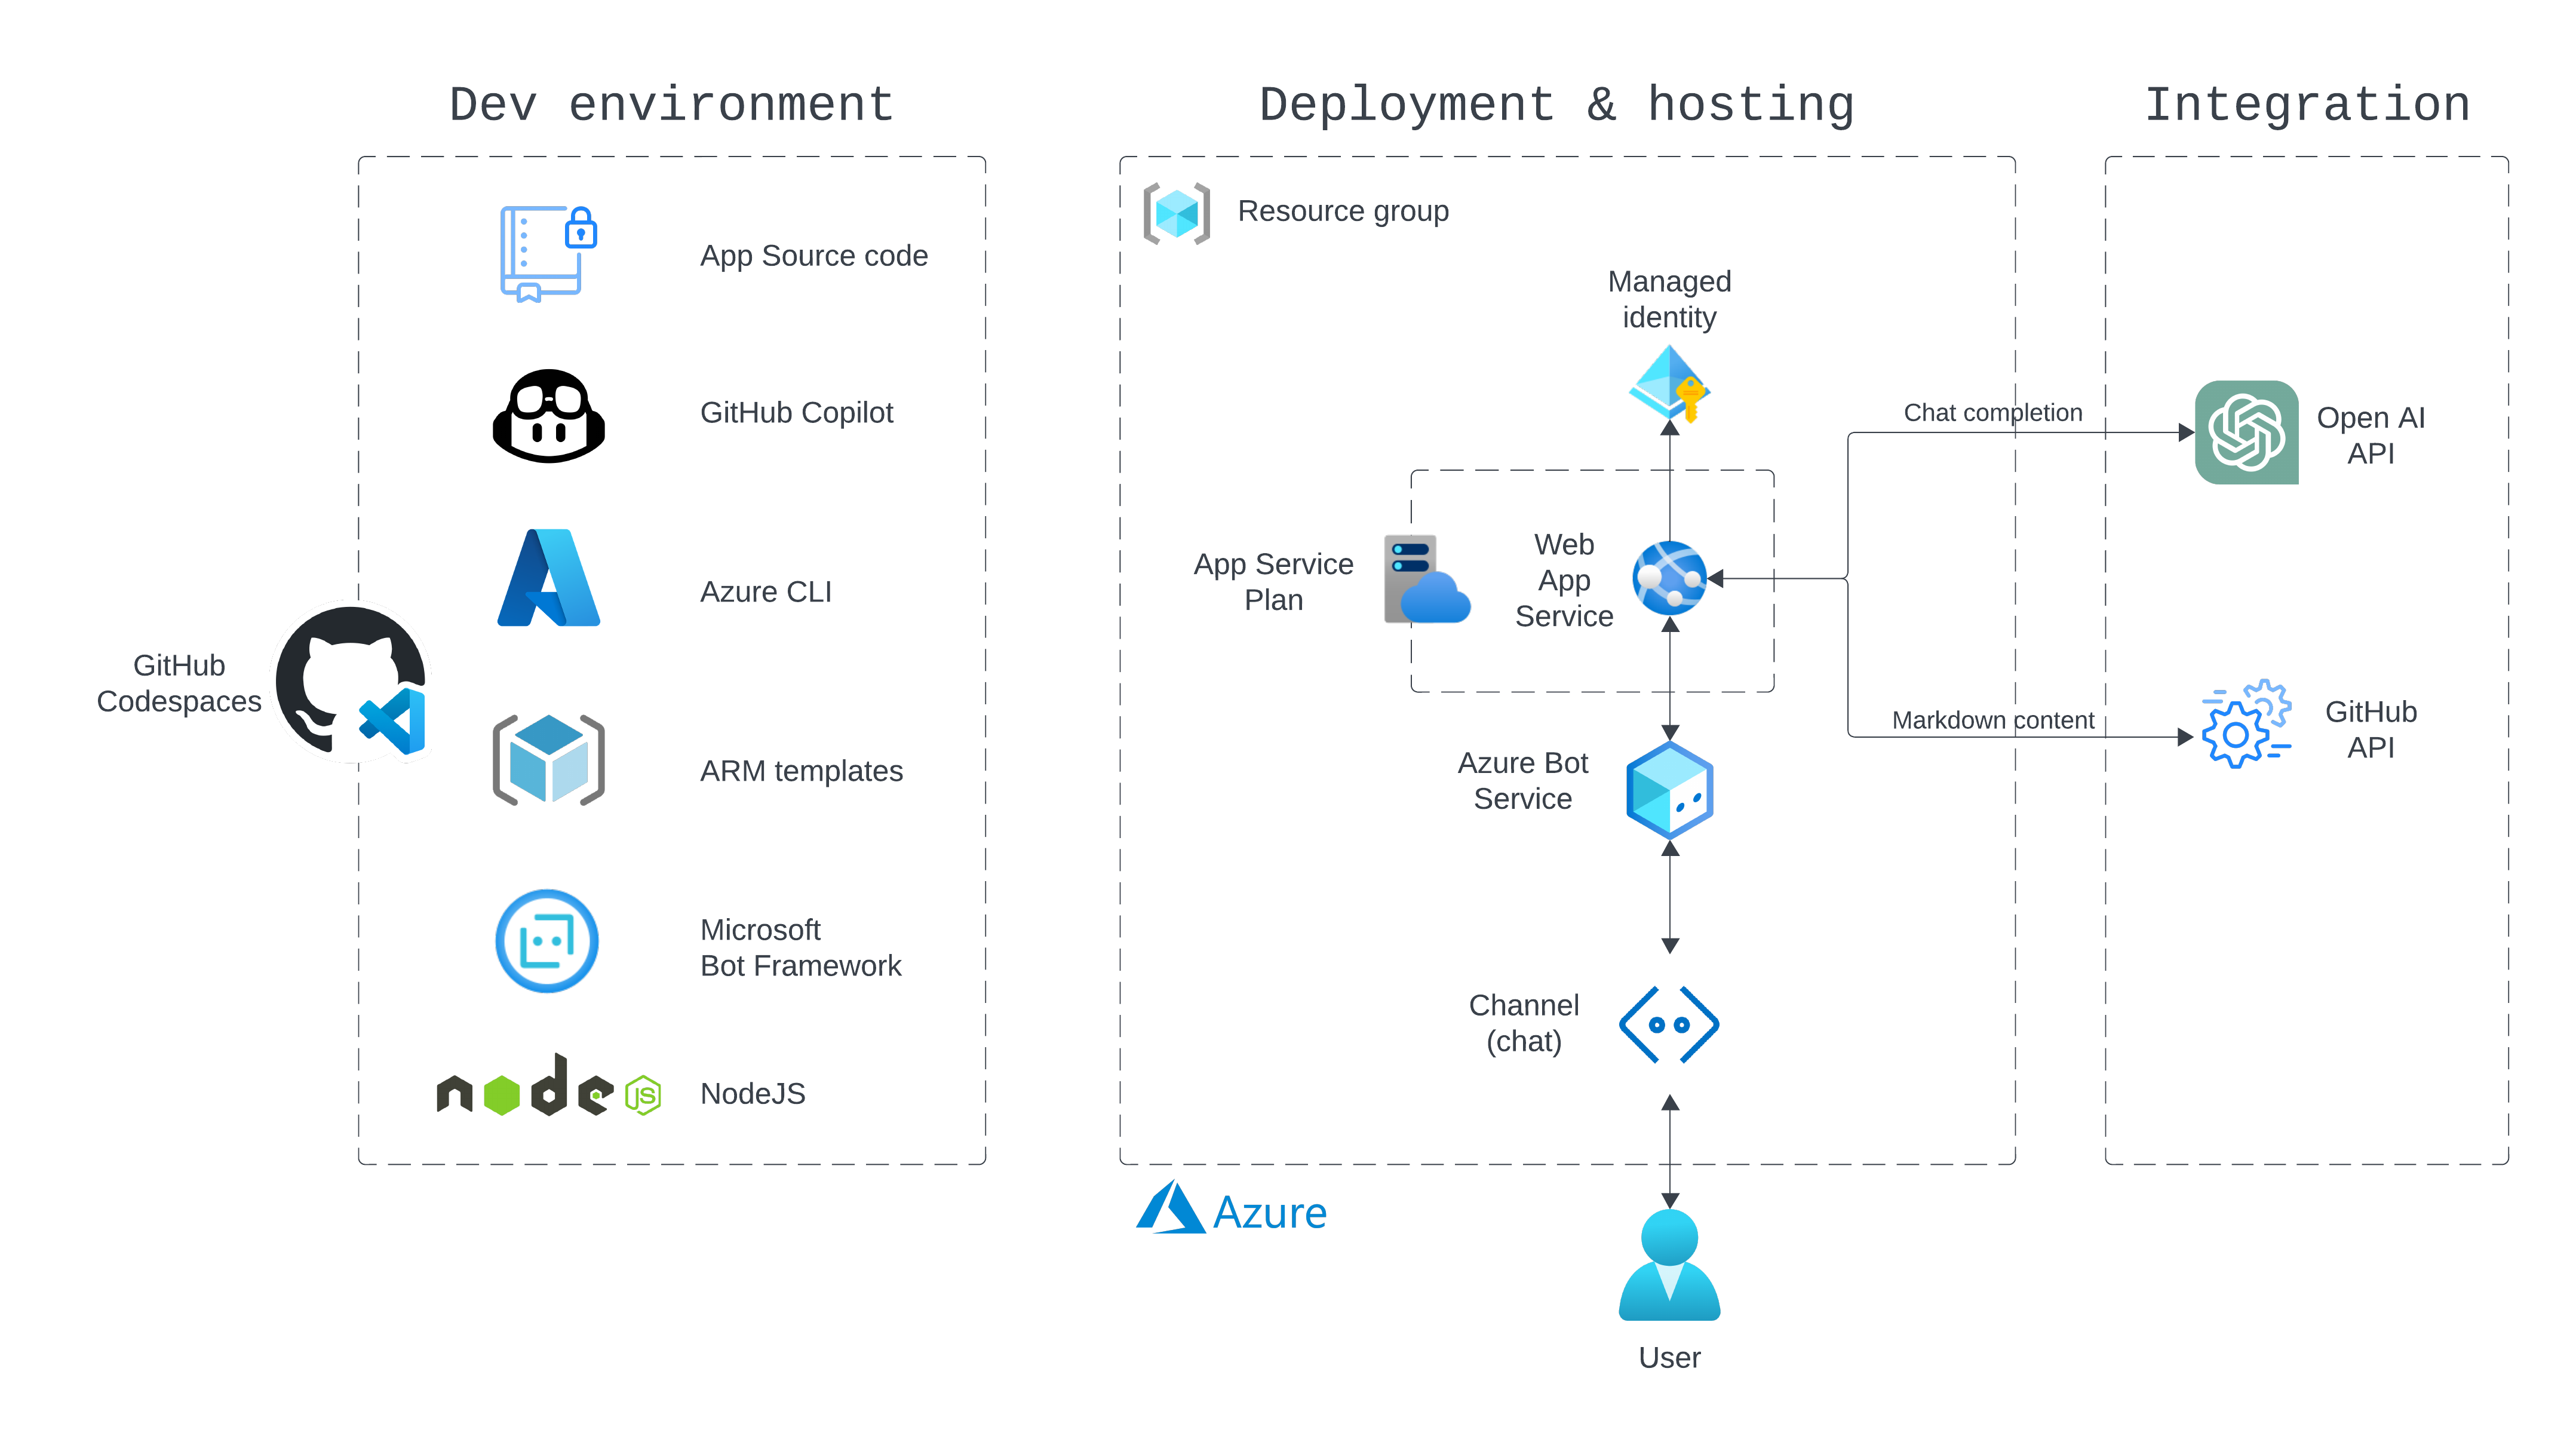 Dev environment
Deployment & hosting
Integration
App Source code
GitHub Copilot
Azure CLI
GitHub
Codespaces
ARM templates
Microsoft
Bot Framework
node
JS
NodeJS
Resource group
Managed
identity
App Service
Plan
Web
App
Service
Azure Bot
Service
Channel
(chat)
Azure
User
Chat completion
Markdown content
Open AI
API
GitHub
API